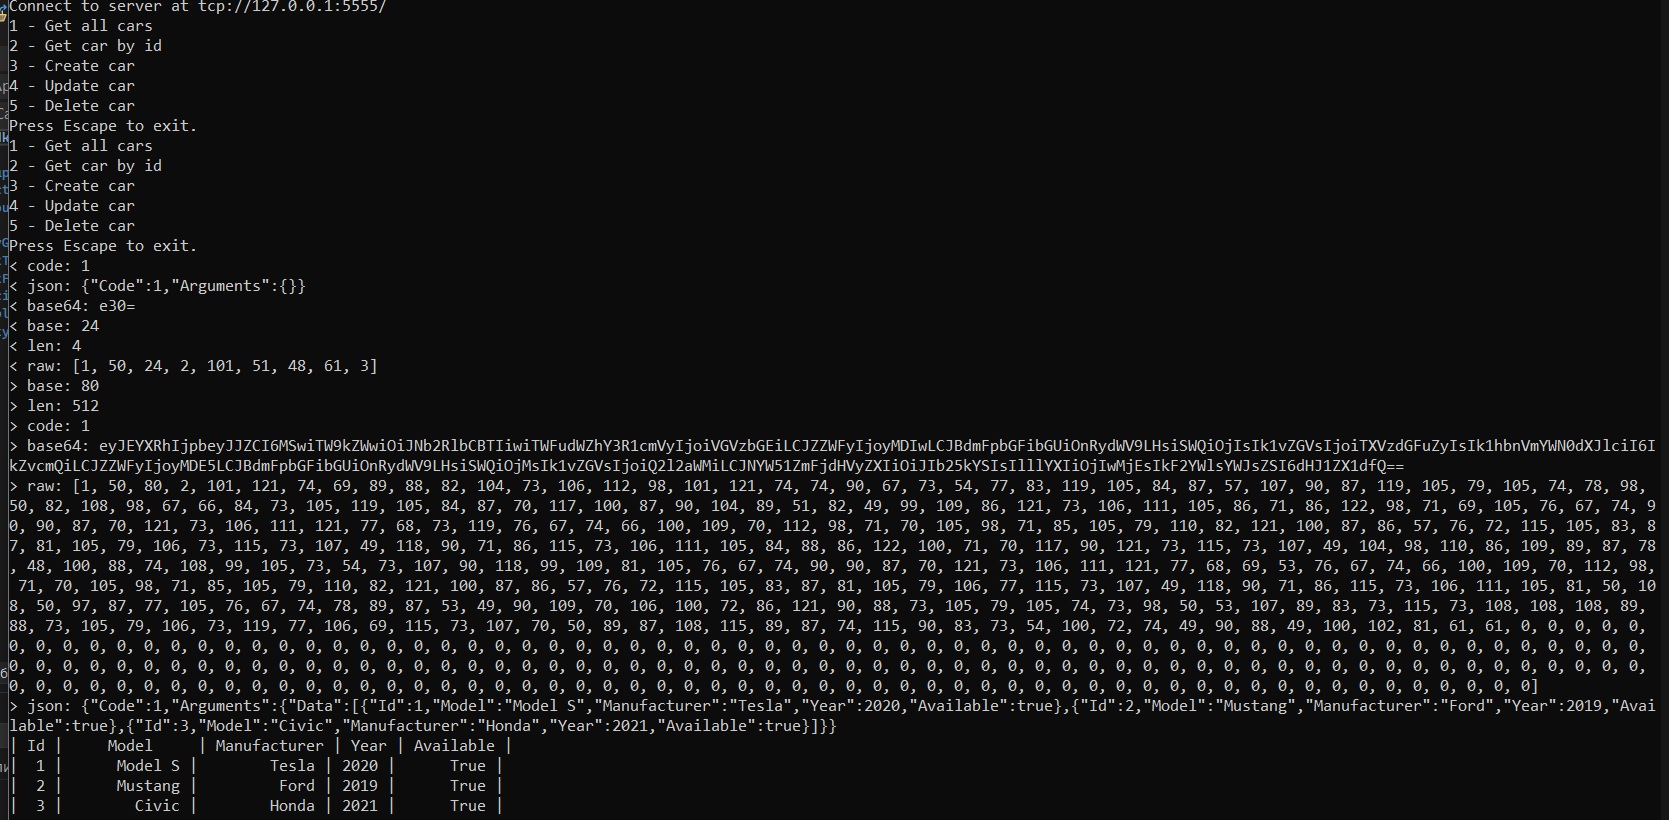 Connect to server at tcp://127.0.0.1:5555/
1 - Get all cars
2 - Get car by id
3 - Create car
4 - Update car
5 - Delete car
Press Escape to exit.
1 - Get all cars
2 - Get car by id
3 - Create car
4 - Update car
5 - Delete car
Press Escape to exit.
< code: 1
< json: {"Code":1,"Arguments":{}}
< base64: e30=
< base: 24
< len: 4
< raw: [1, 50, 24, 2, 101, 51, 48, 61, 3]
> base: 80
> len: 512
> code: 1
> base64: eyJEYXRhIjpbeyJJZCI6MSwiTW9kZWwiOiJNb2RlbCBTIiwiTWFudWZhY3R1cmVyIjoiVGVzbGEiLCJZZWFyIjoyMDIwLCJBdmFpbGFibGUiOnRydWV9LHsiSWQiOjIsIk1vZGVsIjoiTXVzdGFuZyIsIk1hbnVmYWN0dXJlciI6I
kZvcmQiLCJZZWFyIjoyMDE5LCJBdmFpbGFibGUiOnRydWV9LHsiSWQiOjMsIk1vZGVsIjoiQ2l2aWMiLCJNYW51ZmFjdHVyZXIiOiJIb25kYSIsIlllYXIiOjIwMjEsIkF2YWlsYWJsZSI6dHJ1ZX1dfQ==
> raw: [1, 50, 80, 2, 101, 121, 74, 69, 89, 88, 82, 104, 73, 106, 112, 98, 101, 121, 74, 74, 90, 67, 73, 54, 77, 83, 119, 105, 84, 87, 57, 107, 90, 87, 119, 105, 79, 105, 74, 78, 98,
50, 82, 108, 98, 67, 66, 84, 73, 105, 119, 105, 84, 87, 70, 117, 100, 87, 90, 104, 89, 51, 82, 49, 99, 109, 86, 121, 73, 106, 111, 105, 86, 71, 86, 122, 98, 71, 69, 105, 76, 67, 74, 9
0, 90, 87, 70, 121, 73, 106, 111, 121, 77, 68, 73, 119, 76, 67, 74, 66, 100, 109, 70, 112, 98, 71, 70, 105, 98, 71, 85, 105, 79, 110, 82, 121, 100, 87, 86, 57, 76, 72, 115, 105, 83, 8
7, 81, 105, 79, 106, 73, 115, 73, 107, 49, 118, 90, 71, 86, 115, 73, 106, 111, 105, 84, 88, 86, 122, 100, 71, 70, 117, 90, 121, 73, 115, 73, 107, 49, 104, 98, 110, 86, 109, 89, 87, 78
, 48, 100, 88, 74, 108, 99, 105, 73, 54, 73, 107, 90, 118, 99, 109, 81, 105, 76, 67, 74, 90, 90, 87, 70, 121, 73, 106, 111, 121, 77, 68, 69, 53, 76, 67, 74, 66, 100, 109, 70, 112, 98,
71, 70, 105, 98, 71, 85, 105, 79, 110, 82, 121, 100, 87, 86, 57, 76, 72, 115, 105, 83, 87, 81, 105, 79, 106, 77, 115, 73, 107, 49, 118, 90, 71, 86, 115, 73, 106, 111, 105, 81, 50, 10
8, 50, 97, 87, 77, 105, 76, 67, 74, 78, 89, 87, 53, 49, 90, 109, 70, 106, 100, 72, 86, 121, 90, 88, 73, 105, 79, 105, 74, 73, 98, 50, 53, 107, 89, 83, 73, 115, 73, 108, 108, 108, 89,
88, 73, 105, 79, 106, 73, 119, 77, 106, 69, 115, 73, 107, 70, 50, 89, 87, 108, 115, 89, 87, 74, 115, 90, 83, 73, 54, 100, 72, 74, 49, 90, 88, 49, 100, 102, 81, 61, 61, 0, 0, 0, 0, 0,
0, 0, 0, 0, 0, 0, 0, 0, 0, 0, 0, 0, 0, 0, 0, 0, 0, 0, 0, 0, 0, 0, 0, 0, 0, 0, 0, 0, 0, 0, 0, 0, 0, 0, 0, 0, 0, 0, 0, 0, 0, 0, 0, 0, 0, 0, 0, 0, 0, 0, 0, 0, 0, 0, 0, 0,
0, 0, 0, 0, 0, 0, 0, 0, 0, 0, 0, 0, 0, 0, 0, 0, 0, 0, 0, 0, 0, 0, 0, 0, 0, 0, 0, 0, 0, 0, 0, 0, 0, 0, 0, 0, 0, 0, 0, 0, 0, 0, 0, 0, 0, 0, 0, 0, 0, 0, 0, 0, 0, 0, 0, 0, 0, 0, 0, 0, 0,
0, 0, 0, 0, 0, 0, 0, 0, 0, 0, 0, 0, 0, 0, 0, 0, 0, 0, 0, 0, 0, 0, 0, 0, 0, 0, 0, 0, 0, 0, 0, 0, 0, 0, 0, 0, 0, 0, 0, 0, 0, 0, 0, 0, 0, 0, 0, 0, 0, 0, 0, 0, 0, 0, 0, 0, 0]
> json: {"Code":1,"Arguments":{"Data":[{"Id":1,"Model":"Model S","Manufacturer":"Tesla","Year":2020,"Available":true},{"Id":2,"Model":"Mustang","Manufacturer":"Ford","Year":2019,"Avai
lable":true},{"Id":3,"Model":"Civic","Manufacturer":"Honda","Year":2021,"Available":true}]}}
| Id |     Model     | Manufacturer | Year | Available |
|  1 |      Model S |        Tesla | 2020 |      True |
|  2 |      Mustang |         Ford | 2019 |      True |
|  3 |        Civic |        Honda | 2021 |      True |